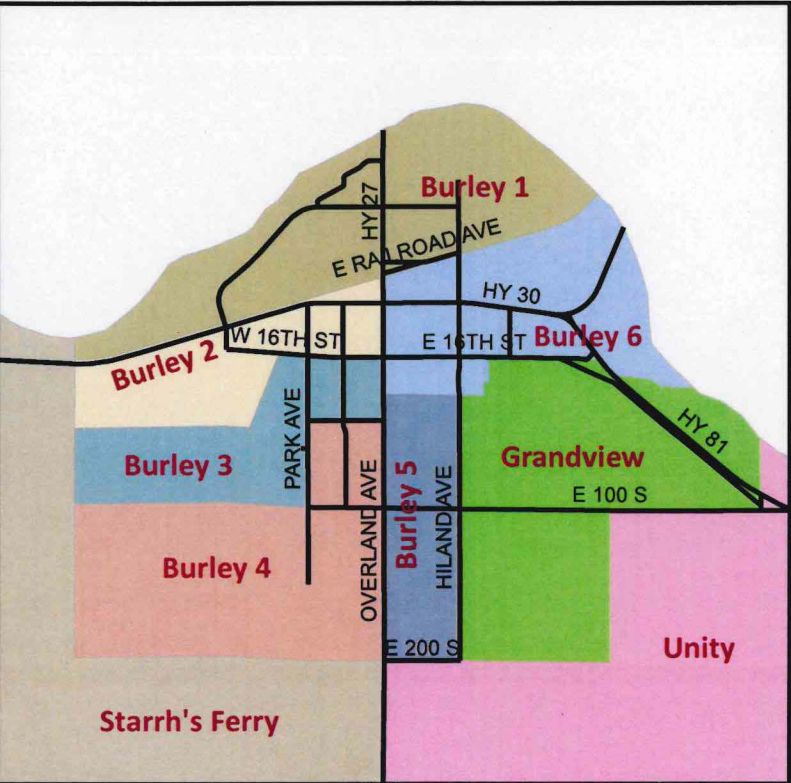 Burley 1
HY 27
E RAILROAD AVE
HY 30
W 16TH ST
E 16TH ST
Burley 6
Burley 2
HY 81
PARK AVE
Burley 3
Grandview
Burley 5
E 100 S
OVERLAND AVE
HILAND AVE
Burley 4
E 200 S
Unity
Starrh's Ferry